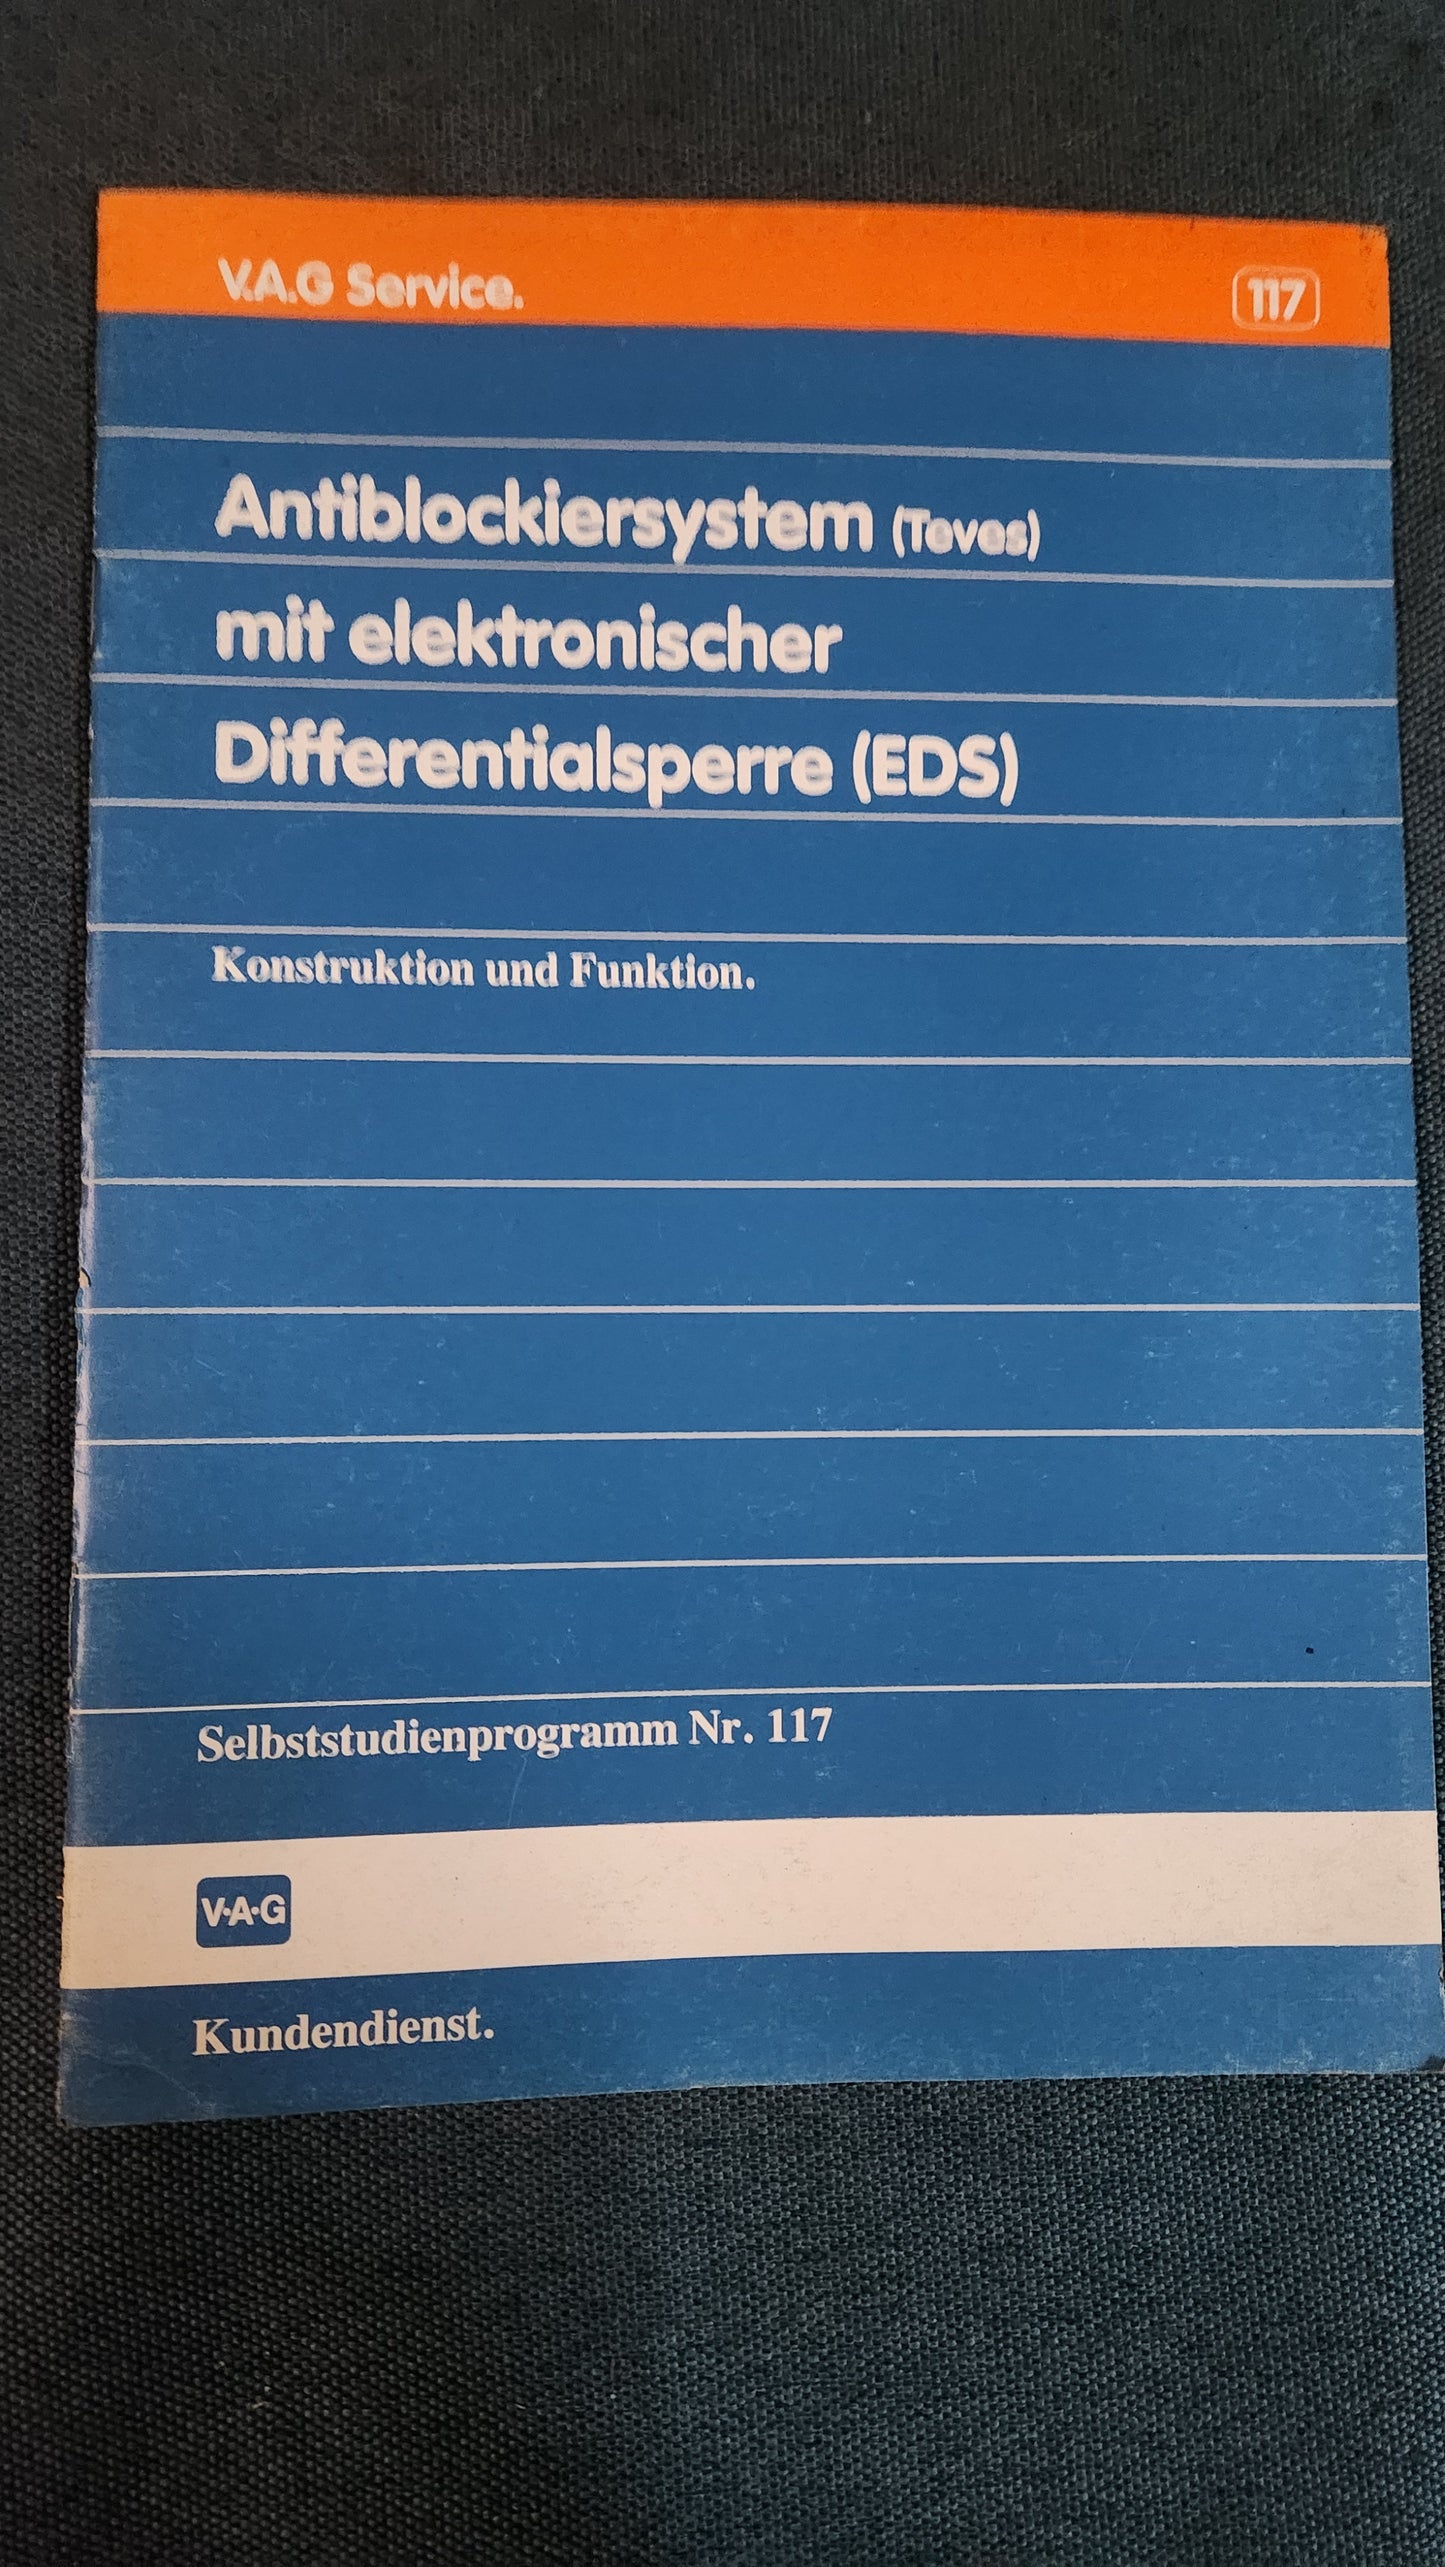 V.A.G Service.
117
Antiblockiersystem (Teves)
mit elektronischer
Differentialsperre (EDS)
Konstruktion und Funktion.
Selbststudienprogramm Nr. 117
V·A·G
Kundendienst.